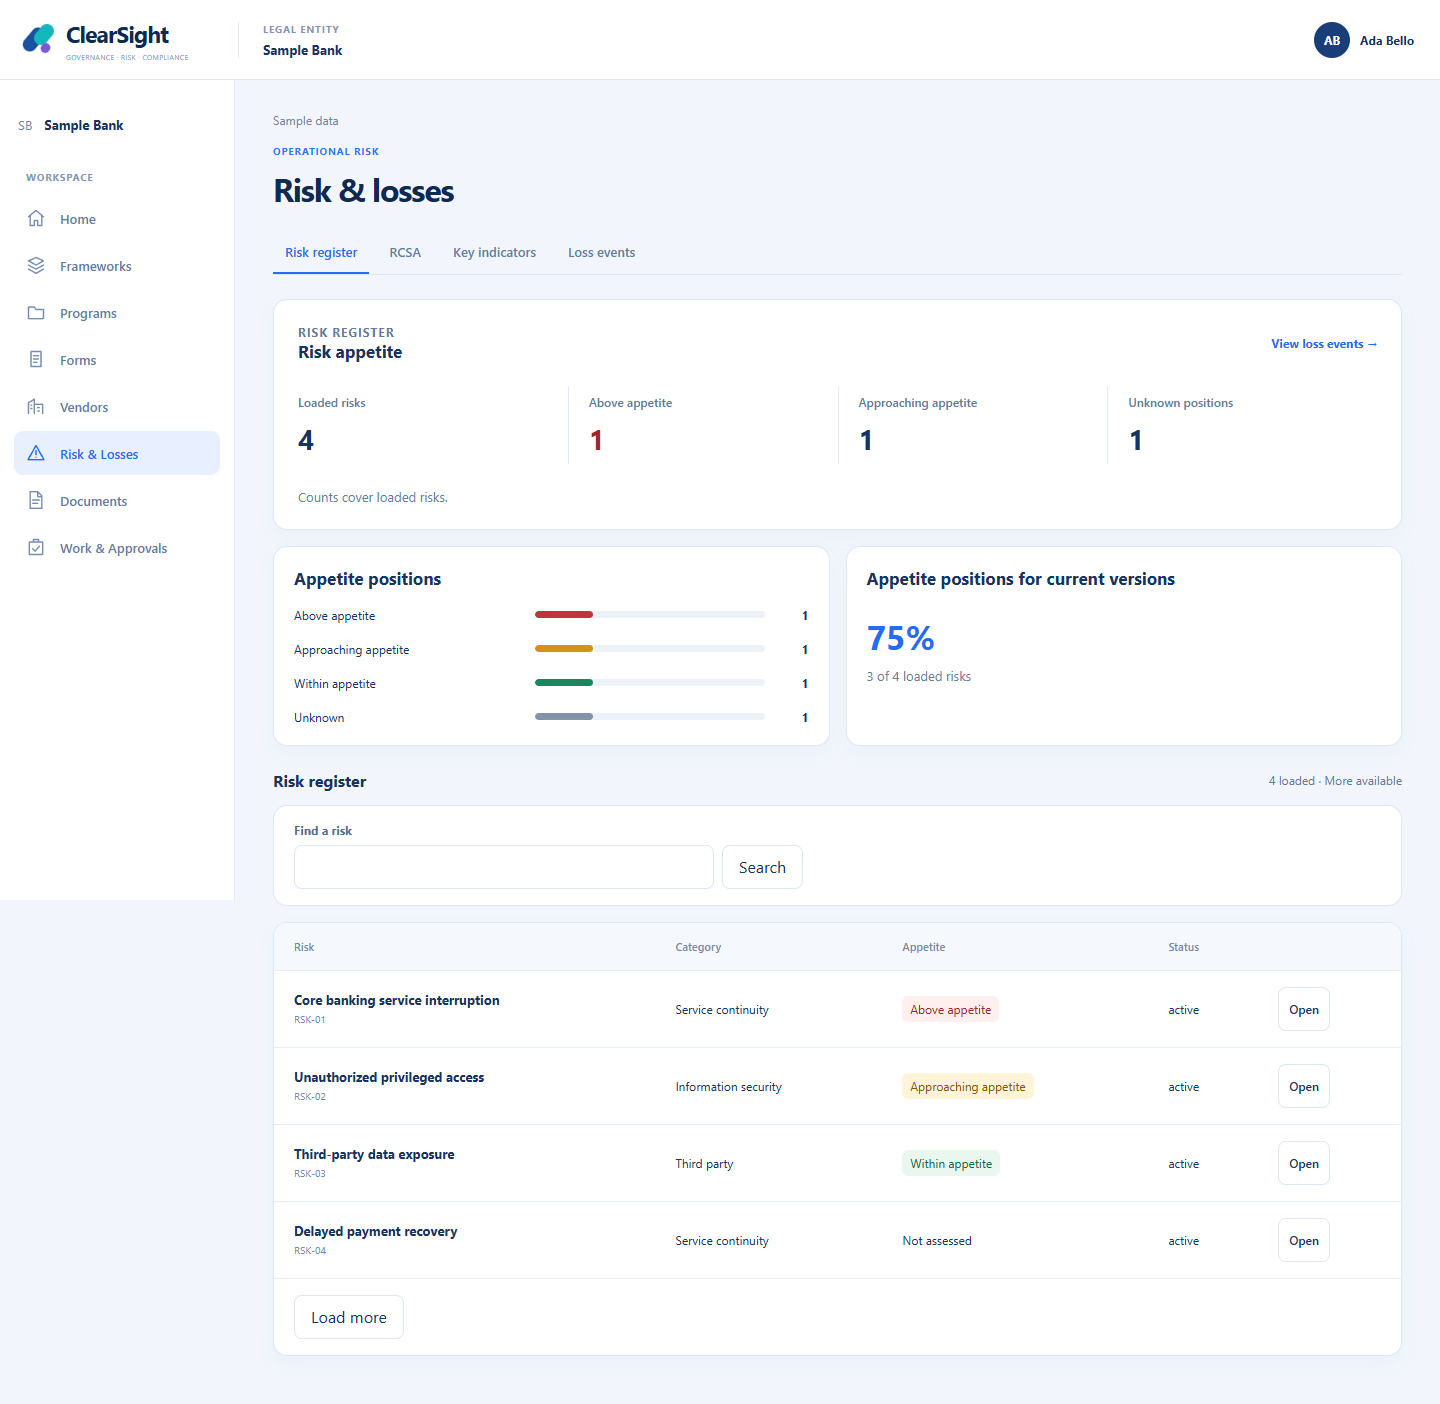 ClearSight
GOVERNANCE · RISK · COMPLIANCE
LEGAL ENTITY
Sample Bank
AB
Ada Bello
SB Sample Bank
WORKSPACE
Home
Frameworks
Programs
Forms
Vendors
Risk & Losses
Documents
Work & Approvals
Sample data
OPERATIONAL RISK
Risk & losses
Risk register RCSA Key indicators Loss events
RISK REGISTER
Risk appetite
View loss events →
Loaded risks Above appetite Approaching appetite Unknown positions
4 1 1 1
Counts cover loaded risks.
Appetite positions
Above appetite 1
Approaching appetite 1
Within appetite 1
Unknown 1
Appetite positions for current versions
75%
3 of 4 loaded risks
Risk register
4 loaded · More available
Find a risk
Search
Risk Category Appetite Status
Core banking service interruption
RSK-01
Service continuity Above appetite active Open
Unauthorized privileged access
RSK-02
Information security Approaching appetite active Open
Third-party data exposure
RSK-03
Third party Within appetite active Open
Delayed payment recovery
RSK-04
Service continuity Not assessed active Open
Load more